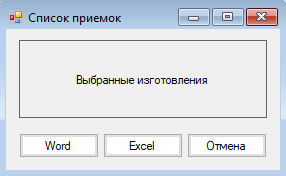 Список приемок
Выбранные изготовления
Word Excel Отмена